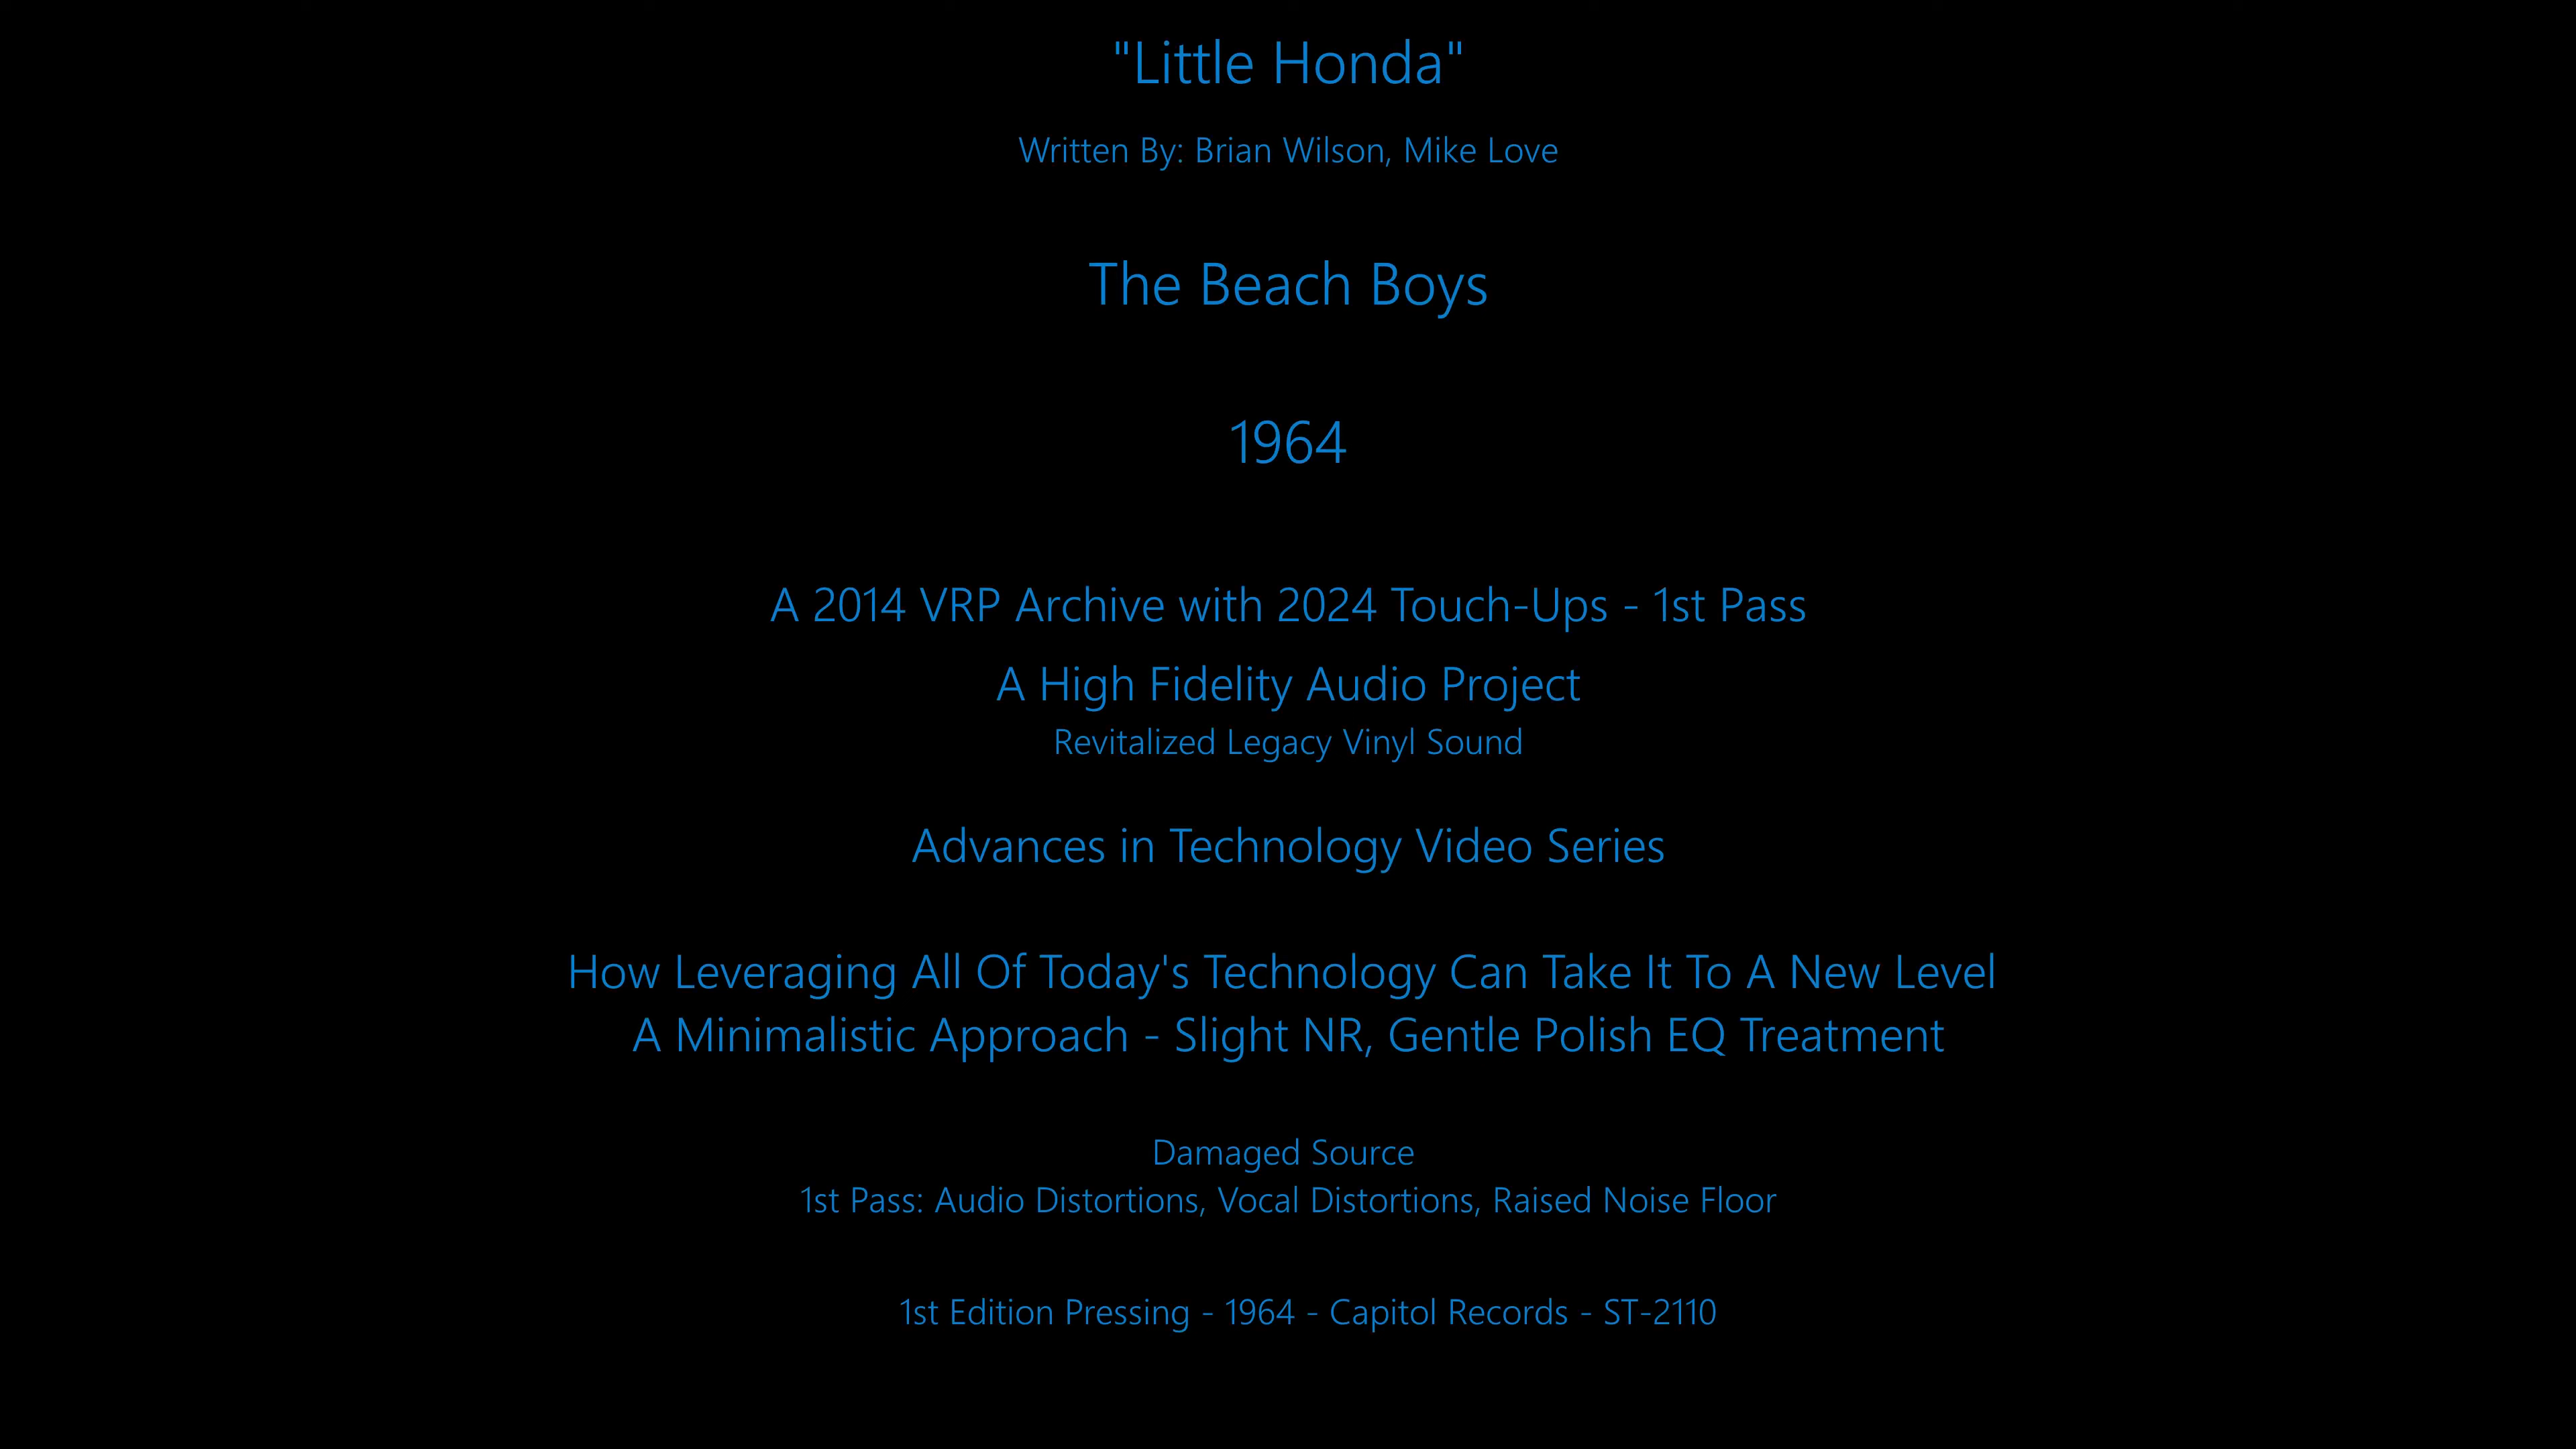 "Little Honda"
Written By: Brian Wilson, Mike Love
The Beach Boys
1964
A 2014 VRP Archive with 2024 Touch-Ups - 1st Pass
A High Fidelity Audio Project
Revitalized Legacy Vinyl Sound
Advances in Technology Video Series
How Leveraging All Of Today's Technology Can Take It To A New Level
A Minimalistic Approach - Slight NR, Gentle Polish EQ Treatment
Damaged Source
1st Pass: Audio Distortions, Vocal Distortions, Raised Noise Floor
1st Edition Pressing - 1964 - Capitol Records - ST-2110